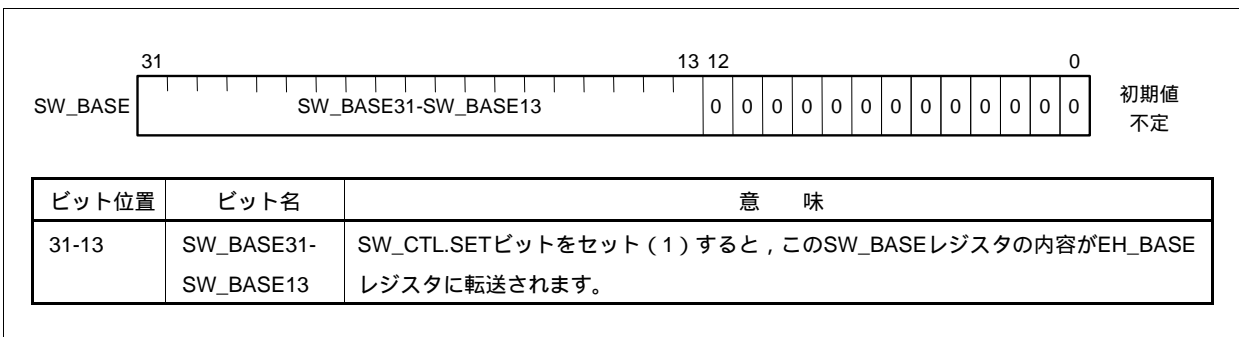 31 13 12 0
SW_BASE SW_BASE31-SW_BASE13 0 0 0 0 0 0 0 0 0 0 0 0 0 初期値
不定
ビット位置 ビット名 意 味
31-13 SW_BASE31- SW_CTL.SETビットをセット(1)すると,このSW_BASEレジスタの内容がEH_BASE
SW_BASE13 レジスタに転送されます。